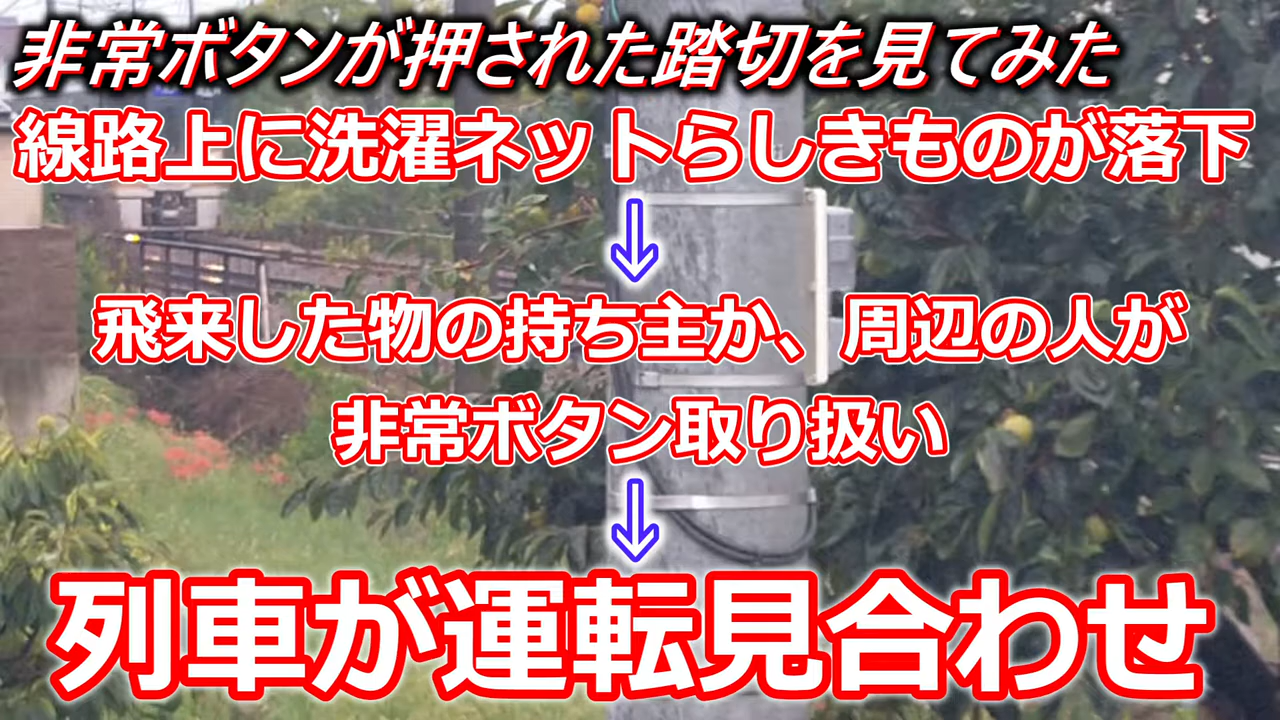 非常ボタンが押された踏切を見てみた
線路上に洗濯ネットらしきものが落下
↓
飛来した物の持ち主か、周辺の人が
非常ボタン取り扱い
↓
列車が運転見合わせ